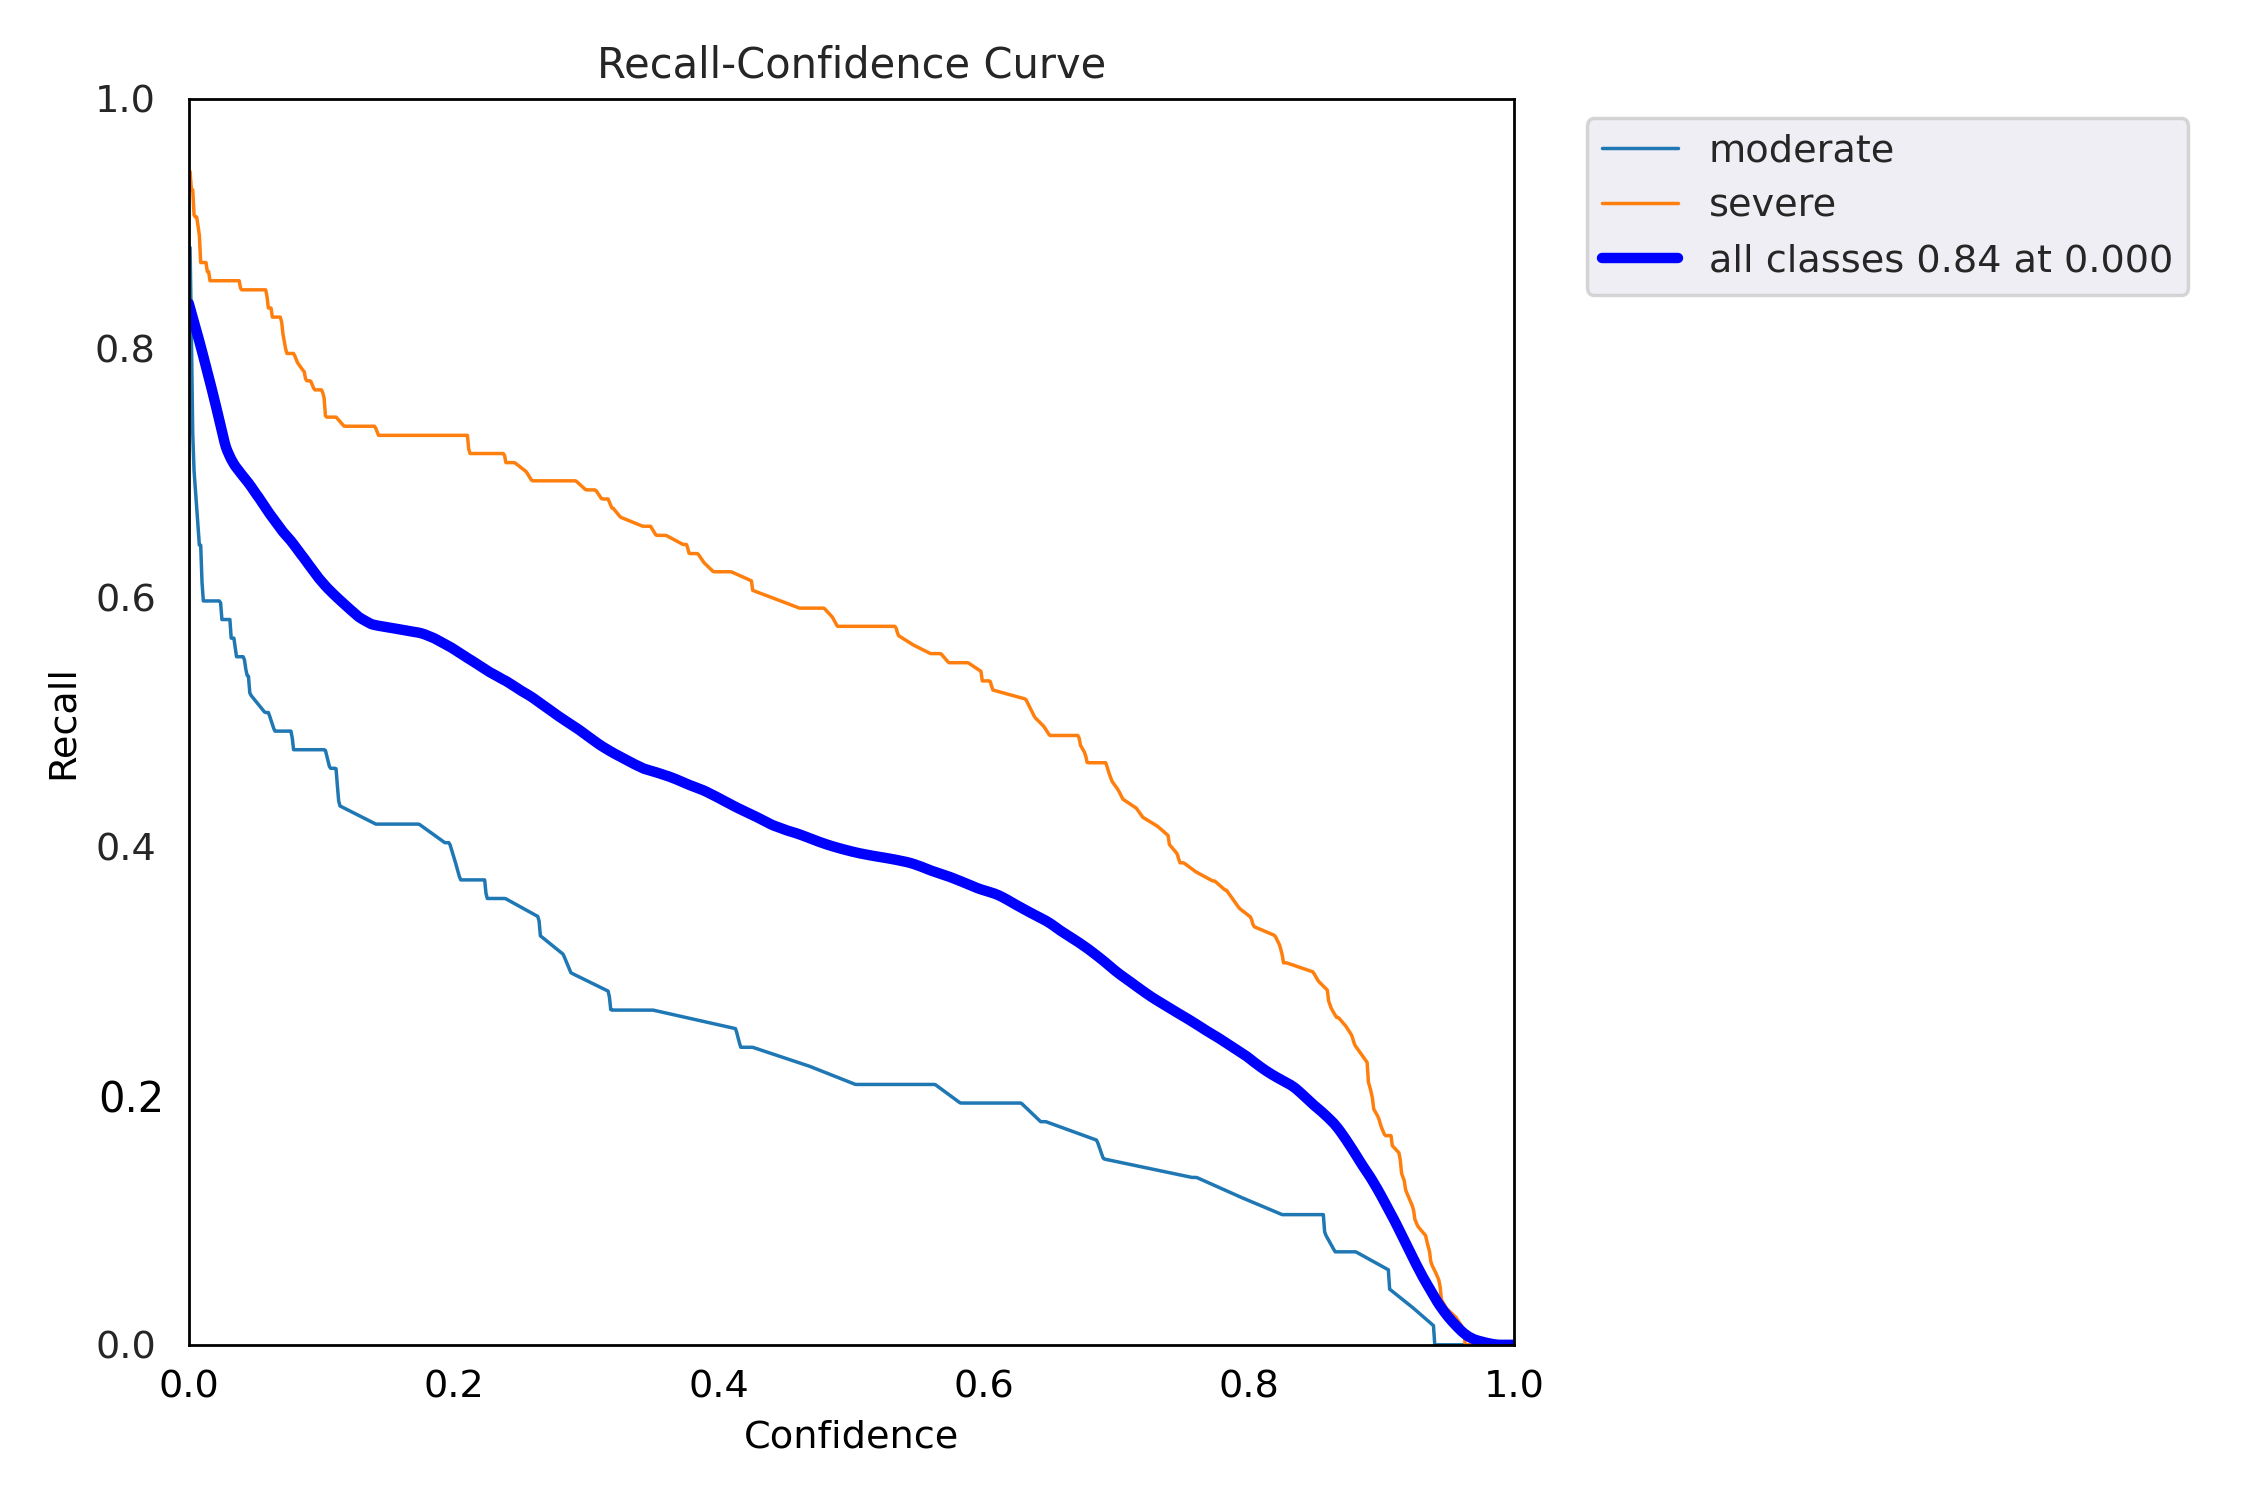 Recall-Confidence Curve
1.0
0.8
0.6
0.4
0.2
0.0
Recall
0.0 0.2 0.4 0.6 0.8 1.0
Confidence
moderate
severe
all classes 0.84 at 0.000